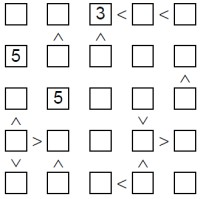 3 < <
^ ^
5
^
5
^ v
> >
v ^ ^
<